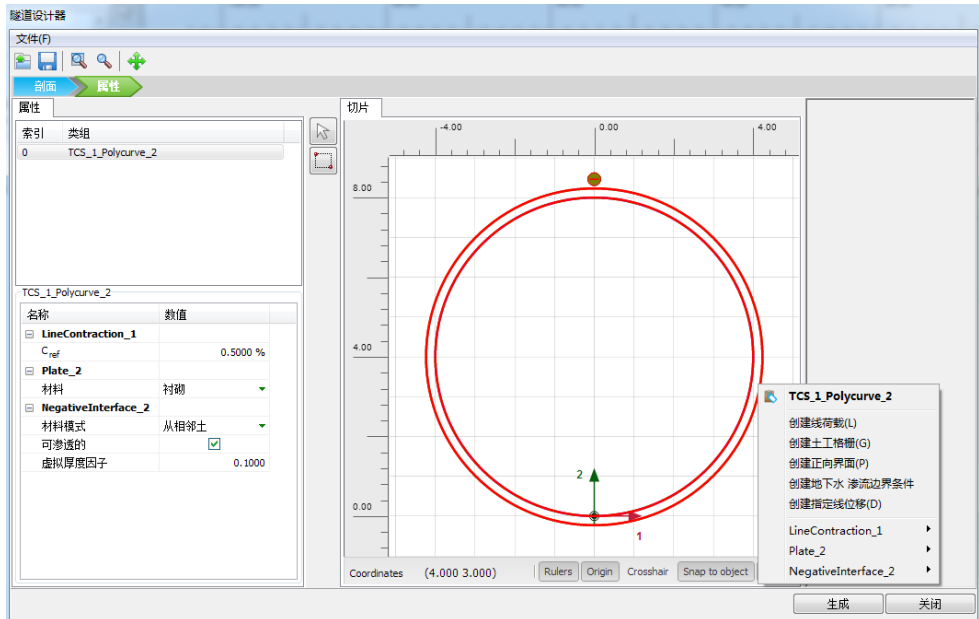 隧道设计器
文件(F)
剖面
属性
属性
索引 类组
0 TCS_1_Polycurve_2
TCS_1_Polycurve_2
名称 数值
LineContraction_1
Cref 0.5000 %
Plate_2
材料 衬砌
NegativeInterface_2
材料模式 从相邻土
可渗透的
虚拟厚度因子 0.1000
切片
-4.00 0.00 4.00
8.00
4.00
0.00
2
1
Coordinates (4.000 3.000) Rulers Origin Crosshair Snap to object
TCS_1_Polycurve_2
创建线荷载(L)
创建土工格栅(G)
创建正向界面(P)
创建地下水 渗流边界条件
创建指定线位移(D)
LineContraction_1
Plate_2
NegativeInterface_2
生成 关闭